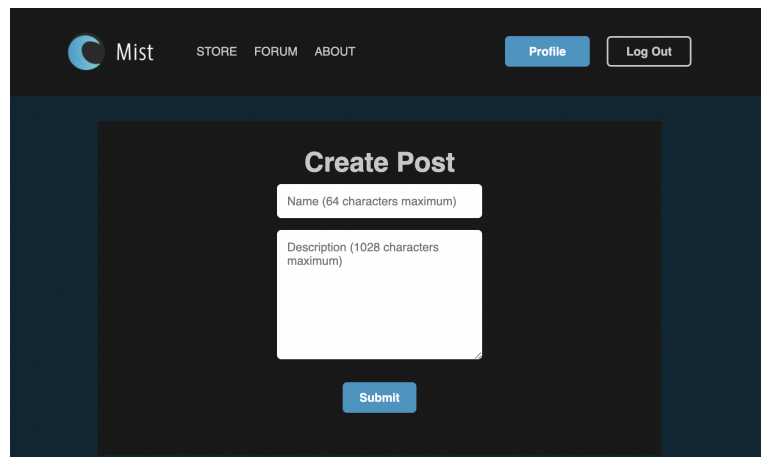 Mist
STORE FORUM ABOUT
Profile
Log Out
Create Post
Name (64 characters maximum)
Description (1028 characters
maximum)
Submit